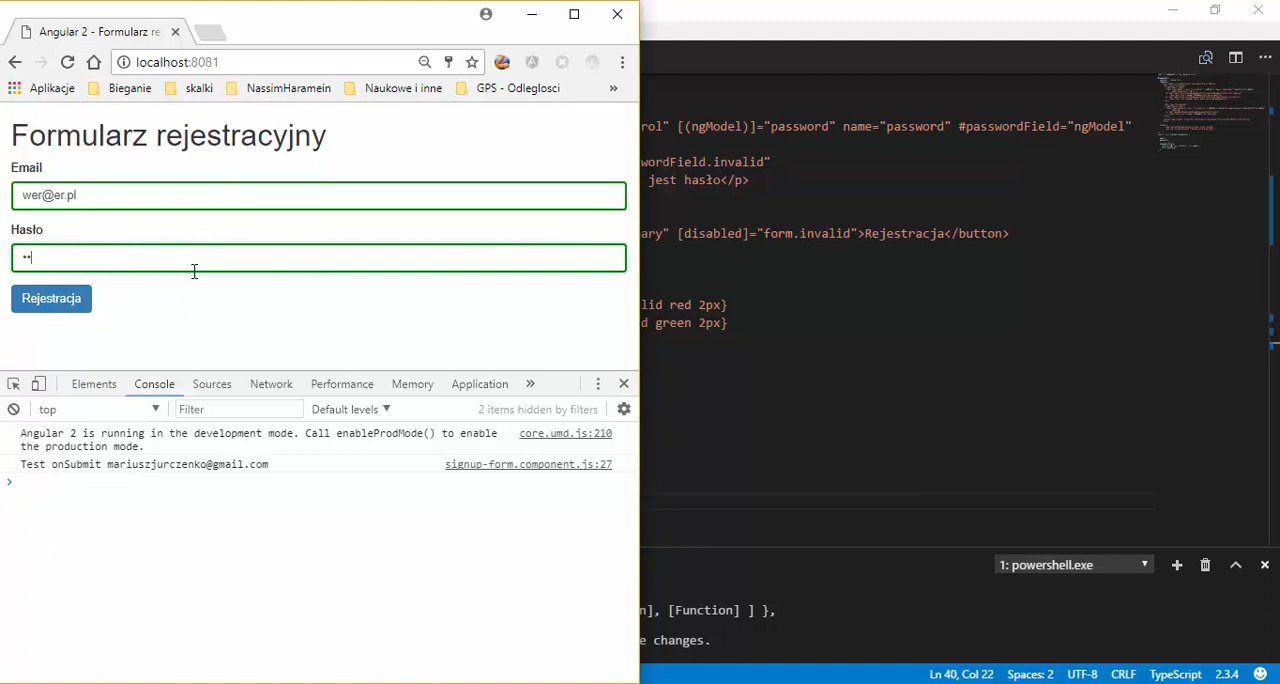 Angular 2 - Formularz re
localhost:8081
Aplikacje Bieganie skalki NassimHaramein Naukowe i inne GPS - Odleglosci »
Formularz rejestracyjny
Email
wer@er.pl
Hasło
••
Rejestracja
Elements Console Sources Network Performance Memory Application »
top Filter Default levels 2 items hidden by filters
Angular 2 is running in the development mode. Call enableProdMode() to enable core.umd.js:210
the production mode.
Test onSubmit mariuszjurczenko@gmail.com signup-form.component.js:27
>
rol" [(ngModel)]="password" name="password" #passwordField="ngModel"
wordField.invalid"
jest hasło</p>
ary" [disabled]="form.invalid">Rejestracja</button>
lid red 2px}
d green 2px}
1: powershell.exe
n], [Function] ] },
e changes.
Ln 40, Col 22 Spaces: 2 UTF-8 CRLF TypeScript 2.3.4